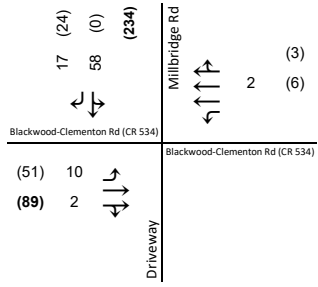 (24) (0) (234)
17 58
Millbridge Rd
(3)
2 (6)
Blackwood-Clementon Rd (CR 534)
Blackwood-Clementon Rd (CR 534)
(51) 10
(89) 2
Driveway